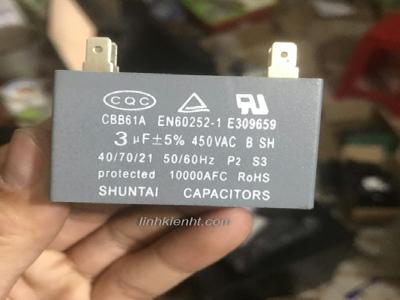 CQC
CBB61A EN60252-1 E309659
3 µF±5% 450VAC B SH
40/70/21 50/60Hz P2 S3
protected 10000AFC RoHS
SHUNTAI CAPACITORS
linhkienht.com